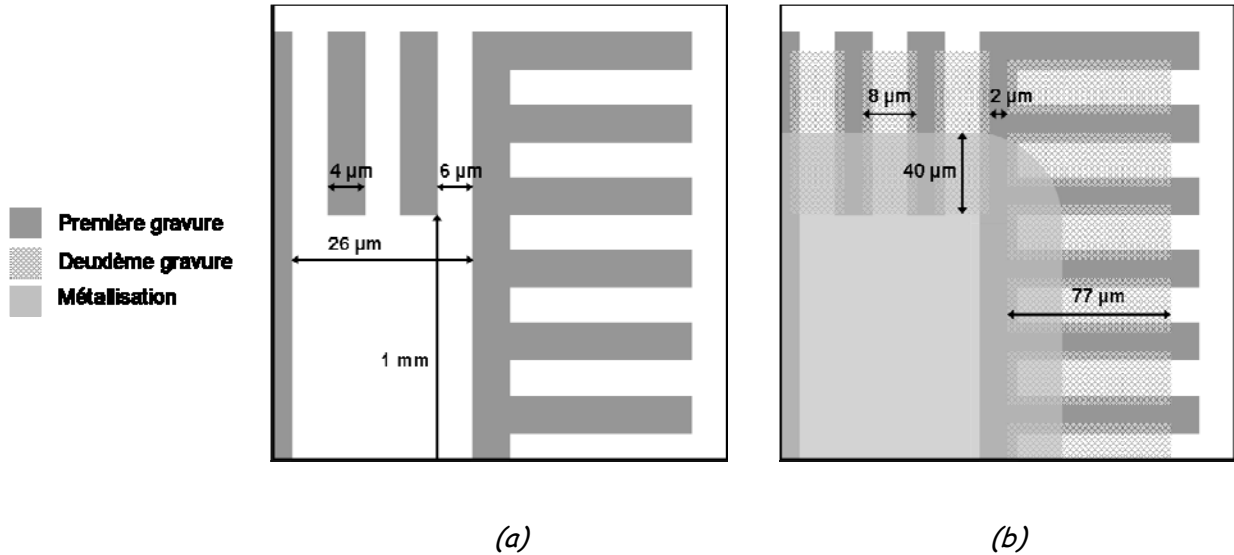 Première gravure
Deuxième gravure
Métallisation
4 µm
6 µm
26 µm
1 mm
8 µm
2 µm
40 µm
77 µm
(a)
(b)